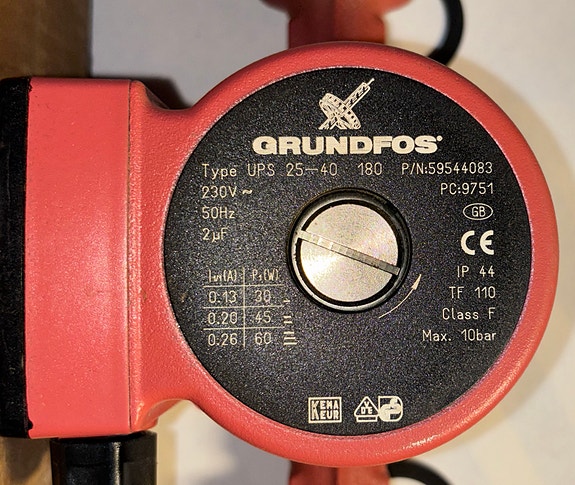 GRUNDFOS
Type UPS 25-40 180 P/N:59544083
230V~ PC:9751
50Hz GB
2µF CE
IP 44
I1/1(A) P1(W) TF 110
0.13 30
0.20 45 Class F
0.26 60 Max. 10bar
KEMA
EUR
VDE